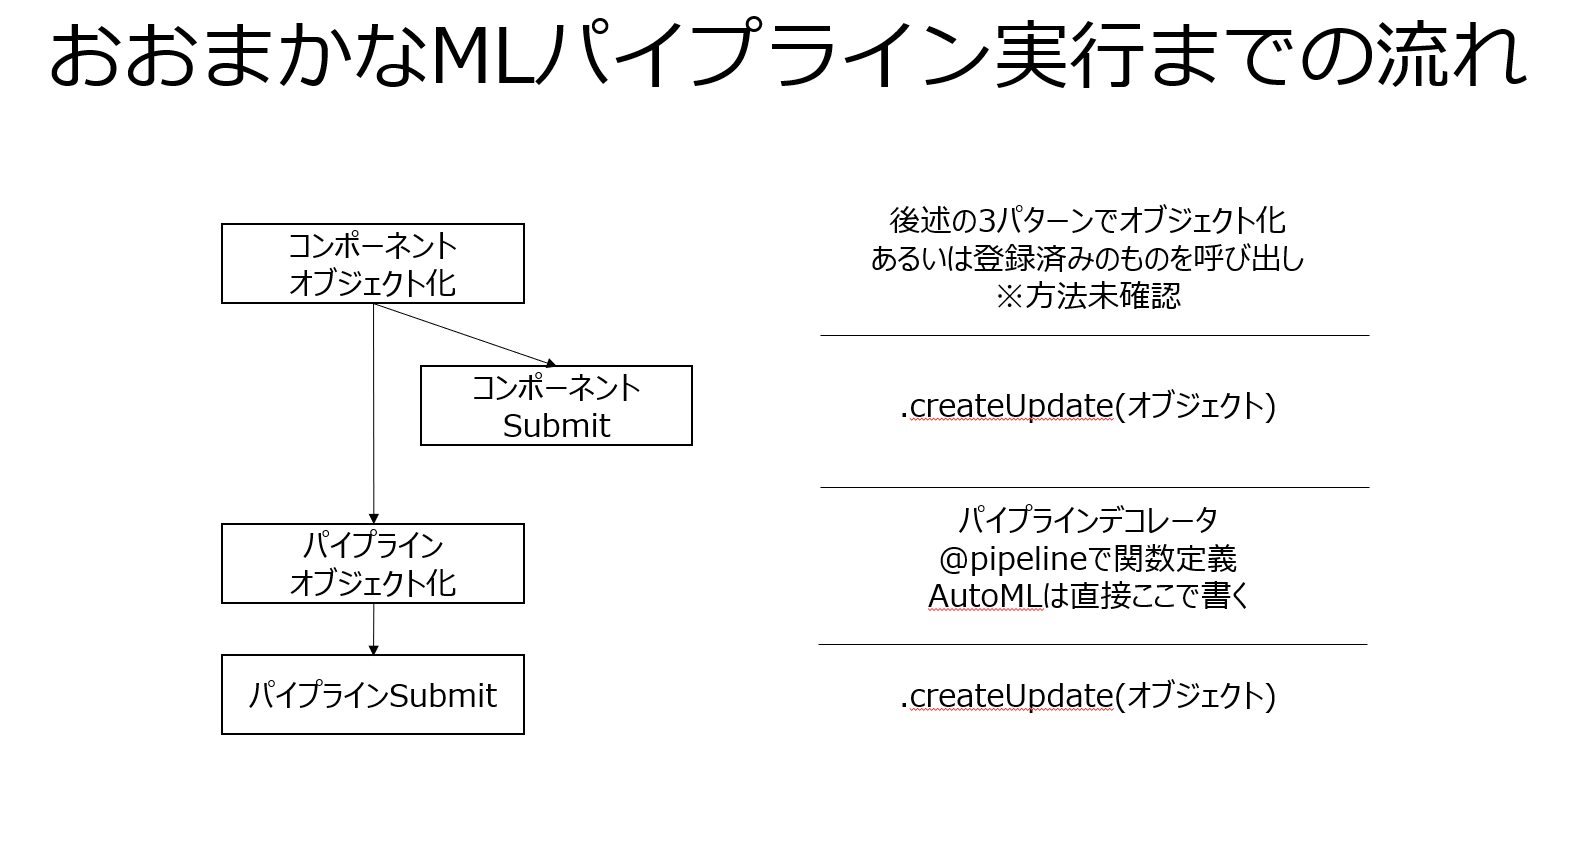 おおまかなMLパイプライン実行までの流れ
コンポーネント
オブジェクト化
後述の3パターンでオブジェクト化
あるいは登録済みのものを呼び出し
※方法未確認
コンポーネント
Submit
.createUpdate(オブジェクト)
パイプライン
オブジェクト化
パイプラインデコレータ
@pipelineで関数定義
AutoMLは直接ここで書く
パイプラインSubmit
.createUpdate(オブジェクト)